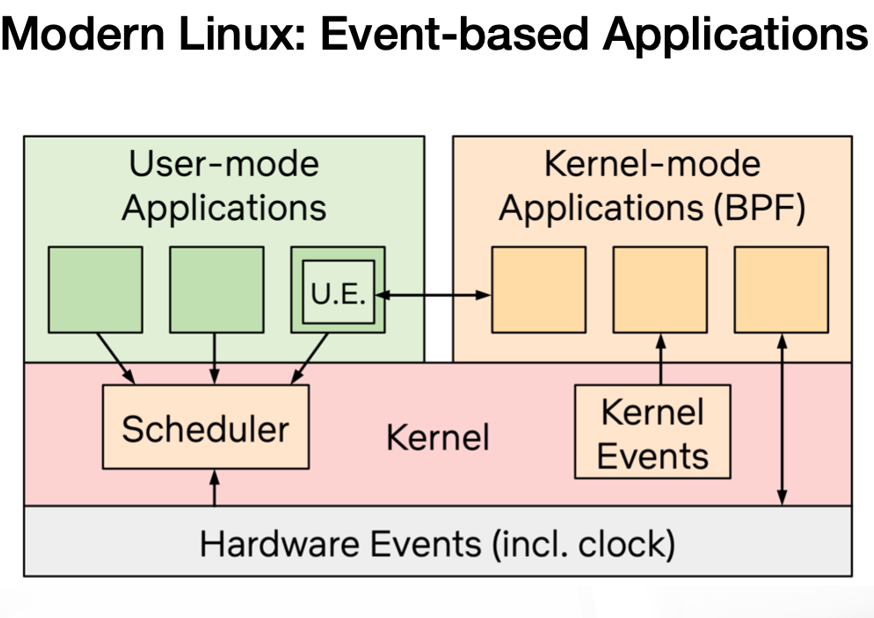 Modern Linux: Event-based Applications
User-mode
Applications
Kernel-mode
Applications (BPF)
U.E.
Scheduler
Kernel
Kernel
Events
Hardware Events (incl. clock)